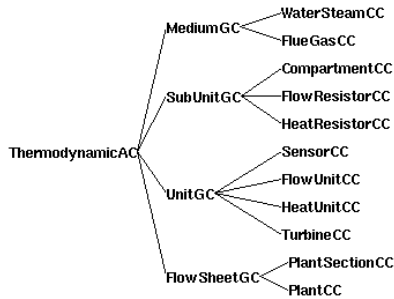 WaterSteamCC
MediumGC
FlueGasCC
CompartmentCC
SubUnitGC
FlowResistorCC
HeatResistorCC
ThermodynamicAC
SensorCC
FlowUnitCC
UnitGC
HeatUnitCC
TurbineCC
PlantSectionCC
FlowSheetGC
PlantCC